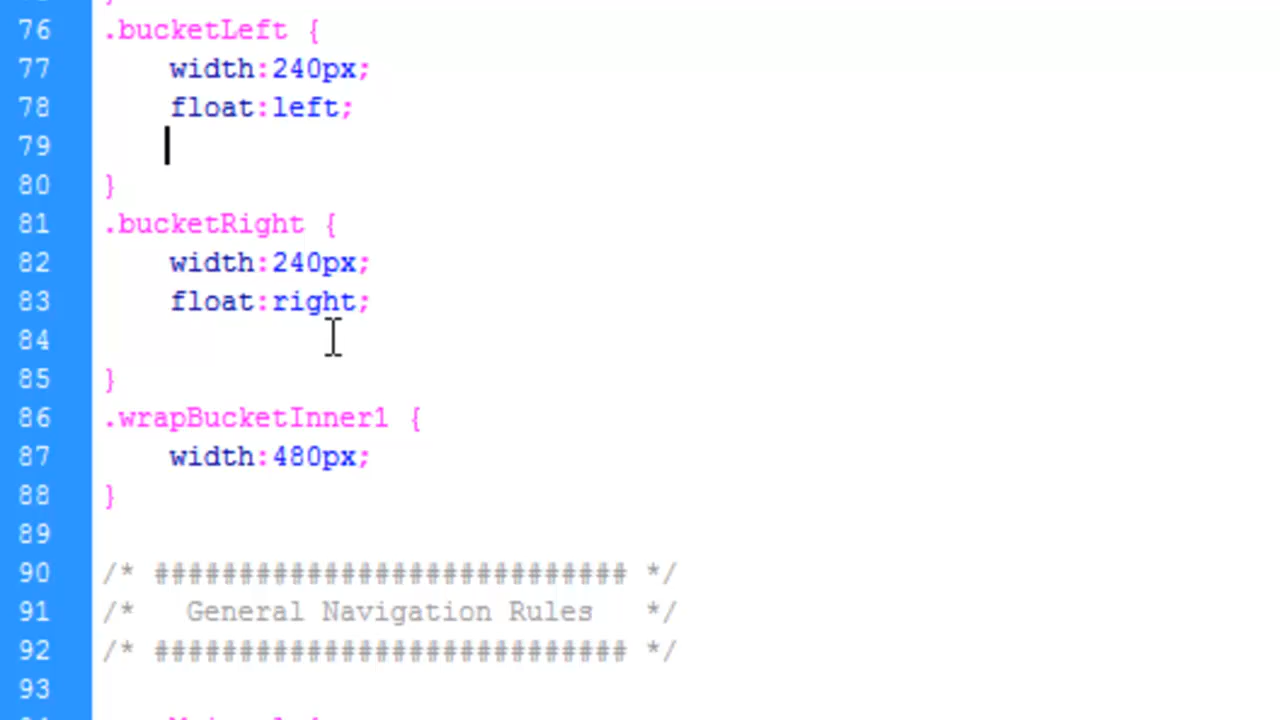 76 .bucketLeft {
77 width:240px;
78 float:left;
79
80 }
81 .bucketRight {
82 width:240px;
83 float:right;
84
85 }
86 .wrapBucketInner1 {
87 width:480px;
88 }
89
90 /* ############################ */
91 /* General Navigation Rules */
92 /* ############################ */
93